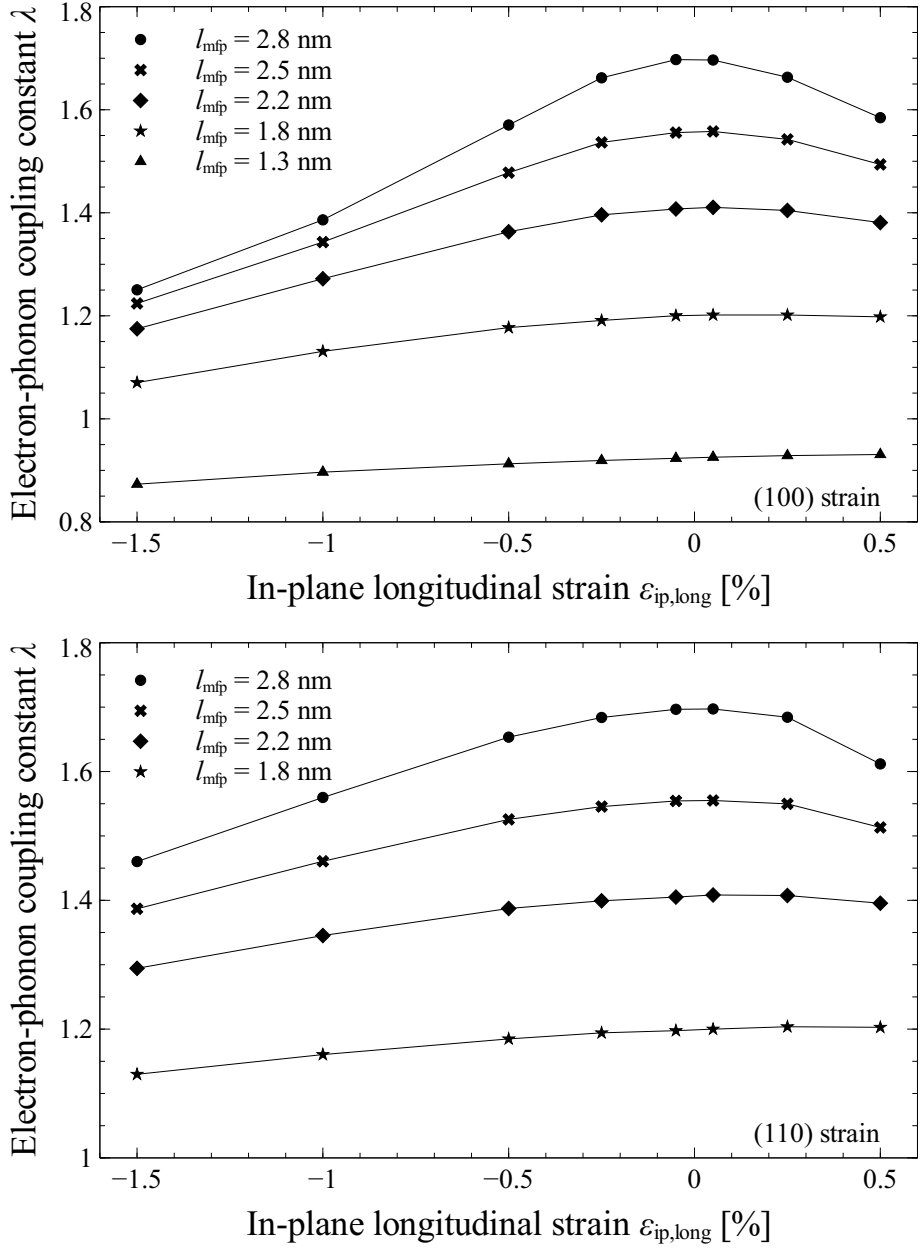 Electron-phonon coupling constant λ
1.8
1.6
1.4
1.2
1
0.8
l_mfp = 2.8 nm
l_mfp = 2.5 nm
l_mfp = 2.2 nm
l_mfp = 1.8 nm
l_mfp = 1.3 nm
(100) strain
−1.5 −1 −0.5 0 0.5
In-plane longitudinal strain ε_ip,long [%]
Electron-phonon coupling constant λ
1.8
1.6
1.4
1.2
1
l_mfp = 2.8 nm
l_mfp = 2.5 nm
l_mfp = 2.2 nm
l_mfp = 1.8 nm
(110) strain
−1.5 −1 −0.5 0 0.5
In-plane longitudinal strain ε_ip,long [%]